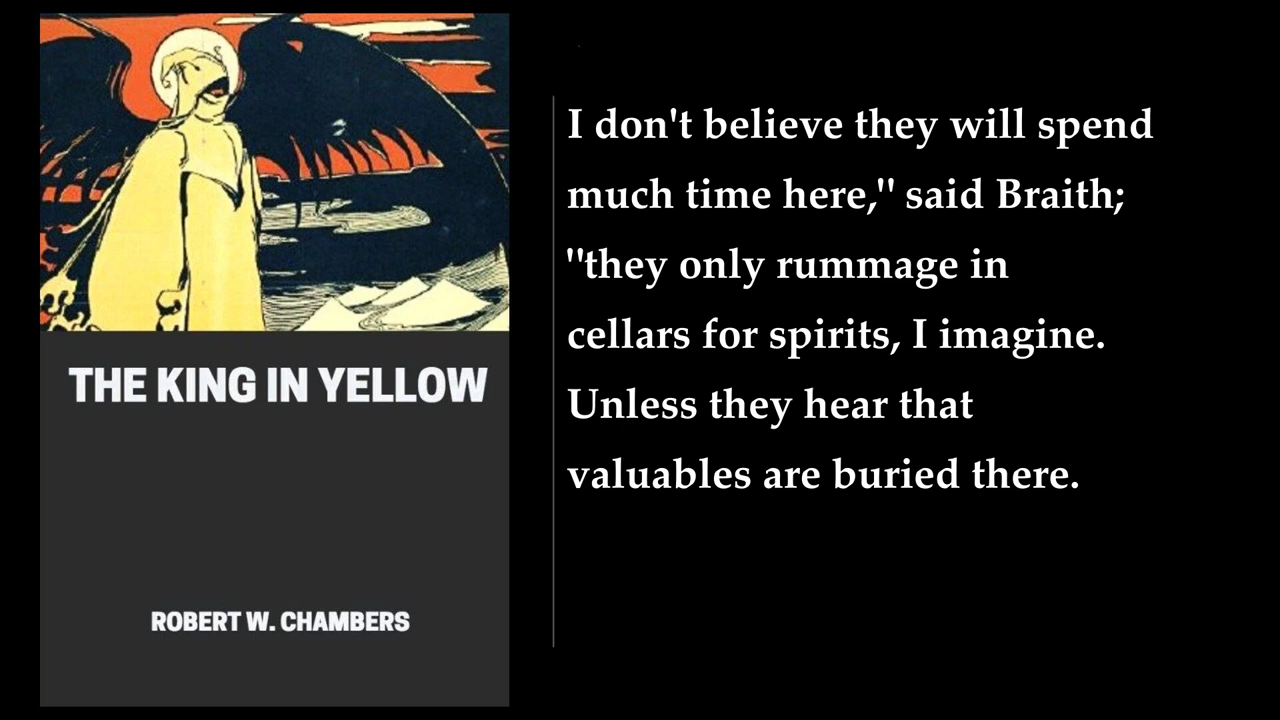 THE KING IN YELLOW
ROBERT W. CHAMBERS
I don't believe they will spend
much time here," said Braith;
"they only rummage in
cellars for spirits, I imagine.
Unless they hear that
valuables are buried there.